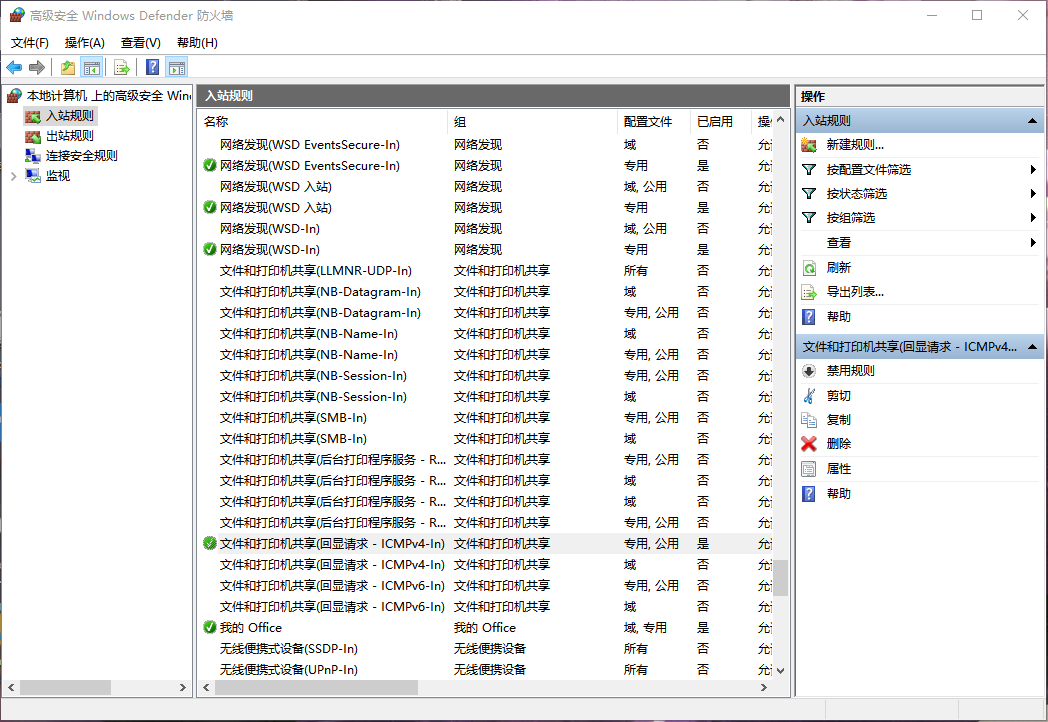 高级安全 Windows Defender 防火墙
文件(F) 操作(A) 查看(V) 帮助(H)
本地计算机 上的高级安全 Win
入站规则
出站规则
连接安全规则
监视
入站规则
名称 组 配置文件 已启用 操
网络发现(WSD EventsSecure-In) 网络发现 域 否 允
网络发现(WSD EventsSecure-In) 网络发现 专用 是 允
网络发现(WSD 入站) 网络发现 域, 公用 否 允
网络发现(WSD 入站) 网络发现 专用 是 允
网络发现(WSD-In) 网络发现 域, 公用 否 允
网络发现(WSD-In) 网络发现 专用 是 允
文件和打印机共享(LLMNR-UDP-In) 文件和打印机共享 所有 否 允
文件和打印机共享(NB-Datagram-In) 文件和打印机共享 域 否 允
文件和打印机共享(NB-Datagram-In) 文件和打印机共享 专用, 公用 否 允
文件和打印机共享(NB-Name-In) 文件和打印机共享 域 否 允
文件和打印机共享(NB-Name-In) 文件和打印机共享 专用, 公用 否 允
文件和打印机共享(NB-Session-In) 文件和打印机共享 专用, 公用 否 允
文件和打印机共享(NB-Session-In) 文件和打印机共享 域 否 允
文件和打印机共享(SMB-In) 文件和打印机共享 专用, 公用 否 允
文件和打印机共享(SMB-In) 文件和打印机共享 域 否 允
文件和打印机共享(后台打印程序服务 - R... 文件和打印机共享 专用, 公用 否 允
文件和打印机共享(后台打印程序服务 - R... 文件和打印机共享 域 否 允
文件和打印机共享(后台打印程序服务 - R... 文件和打印机共享 域 否 允
文件和打印机共享(后台打印程序服务 - R... 文件和打印机共享 专用, 公用 否 允
文件和打印机共享(回显请求 - ICMPv4-In) 文件和打印机共享 专用, 公用 是 允
文件和打印机共享(回显请求 - ICMPv4-In) 文件和打印机共享 域 否 允
文件和打印机共享(回显请求 - ICMPv6-In) 文件和打印机共享 专用, 公用 否 允
文件和打印机共享(回显请求 - ICMPv6-In) 文件和打印机共享 域 否 允
我的 Office 我的 Office 域, 专用 是 允
无线便携式设备(SSDP-In) 无线便携设备 所有 否 允
无线便携式设备(UPnP-In) 无线便携设备 所有 否 允
操作
入站规则
新建规则...
按配置文件筛选
按状态筛选
按组筛选
查看
刷新
导出列表...
帮助
文件和打印机共享(回显请求 - ICMPv4...
禁用规则
剪切
复制
删除
属性
帮助